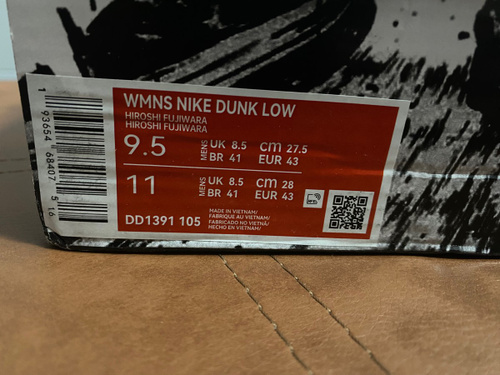 WMNS NIKE DUNK LOW
HIROSHI FUJIWARA
HIROSHI FUJIWARA
9.5 MENS UK 8.5 CM 27.5
BR 41 EUR 43
11 MENS UK 8.5 CM 28
BR 41 EUR 43
DD1391 105
MADE IN VIETNAM/
FABRIQUE AU VIETNAM/
FABRICADO NO VIETNÃ/
HECHO EN VIETNAM/
1 93654 68407 5 16